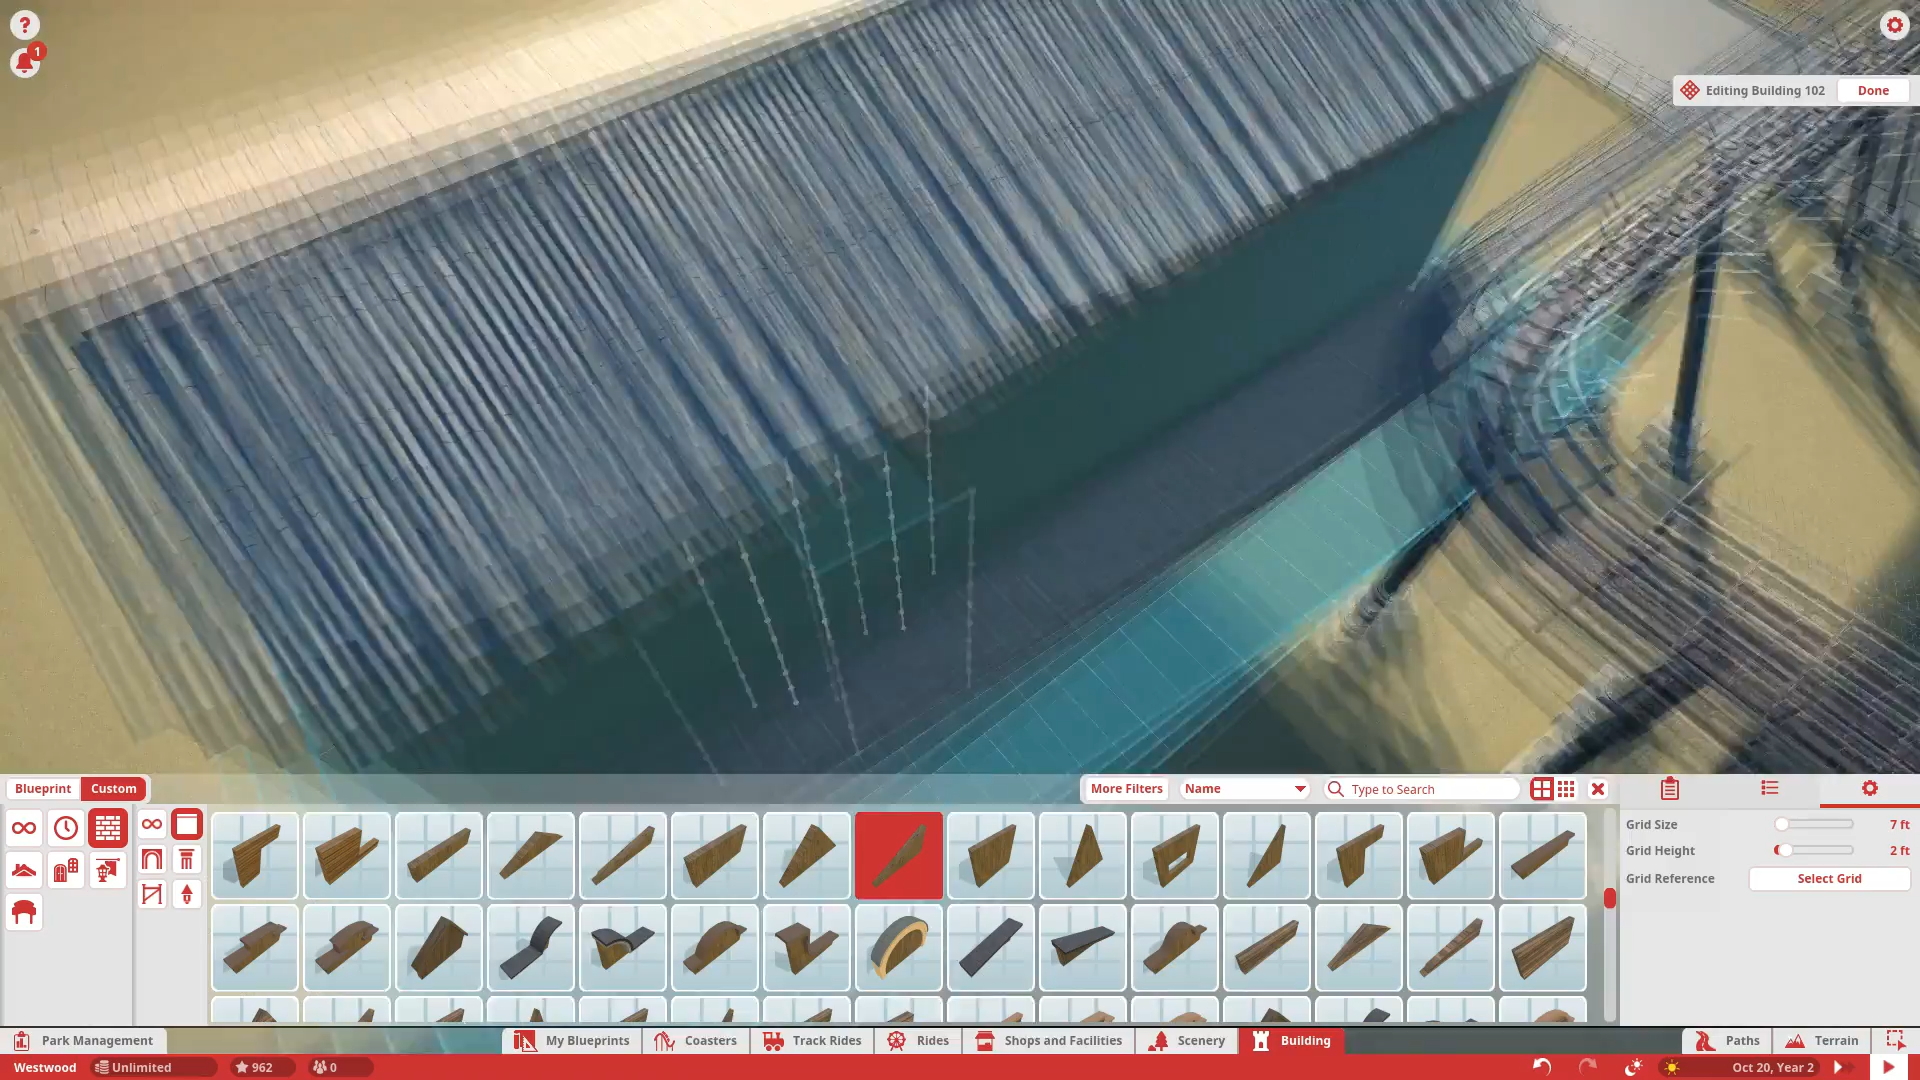 ?
1
Editing Building 102
Done
Blueprint
Custom
More Filters
Name
Type to Search
Grid Size
7 ft
Grid Height
2 ft
Grid Reference
Select Grid
Park Management
My Blueprints
Coasters
Track Rides
Rides
Shops and Facilities
Scenery
Building
Paths
Terrain
Westwood
Unlimited
962
0
Oct 20, Year 2